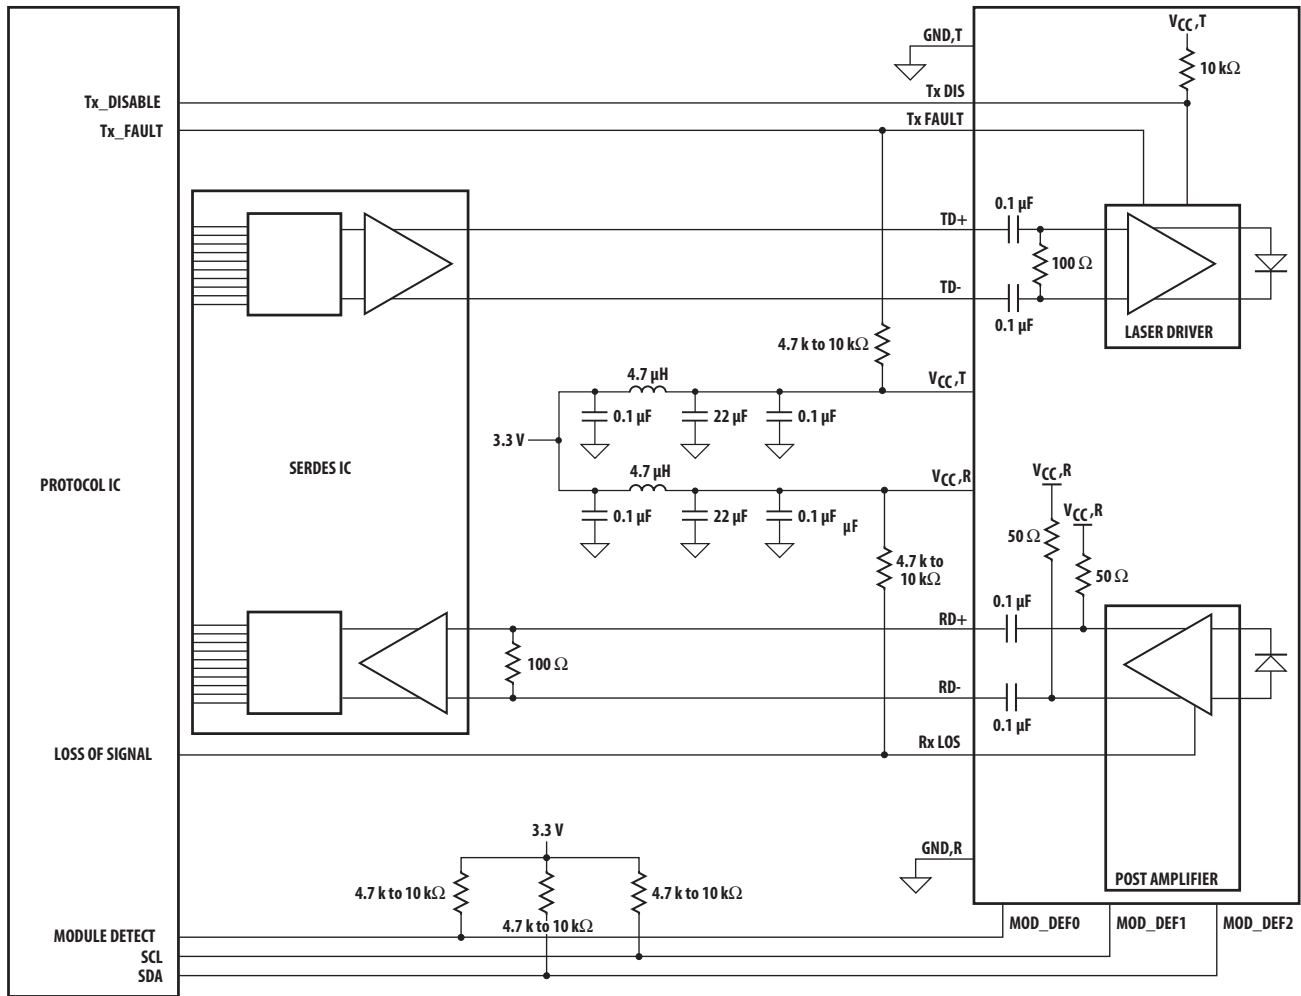 GND,T
VCC,T
10 kΩ
Tx_DISABLE
Tx DIS
Tx_FAULT
Tx FAULT
0.1 µF
TD+
100 Ω
TD-
0.1 µF
LASER DRIVER
4.7 k to 10 kΩ
4.7 µH
VCC,T
0.1 µF
22 µF
0.1 µF
3.3 V
SERDES IC
PROTOCOL IC
4.7 µH
VCC,R
0.1 µF
22 µF
0.1 µF
µF
VCC,R
VCC,R
50 Ω
50 Ω
4.7 k to
10 kΩ
0.1 µF
RD+
100 Ω
RD-
0.1 µF
LOSS OF SIGNAL
Rx LOS
3.3 V
GND,R
POST AMPLIFIER
4.7 k to 10 kΩ
4.7 k to 10 kΩ
4.7 k to 10 kΩ
MODULE DETECT
SCL
SDA
MOD_DEF0
MOD_DEF1
MOD_DEF2